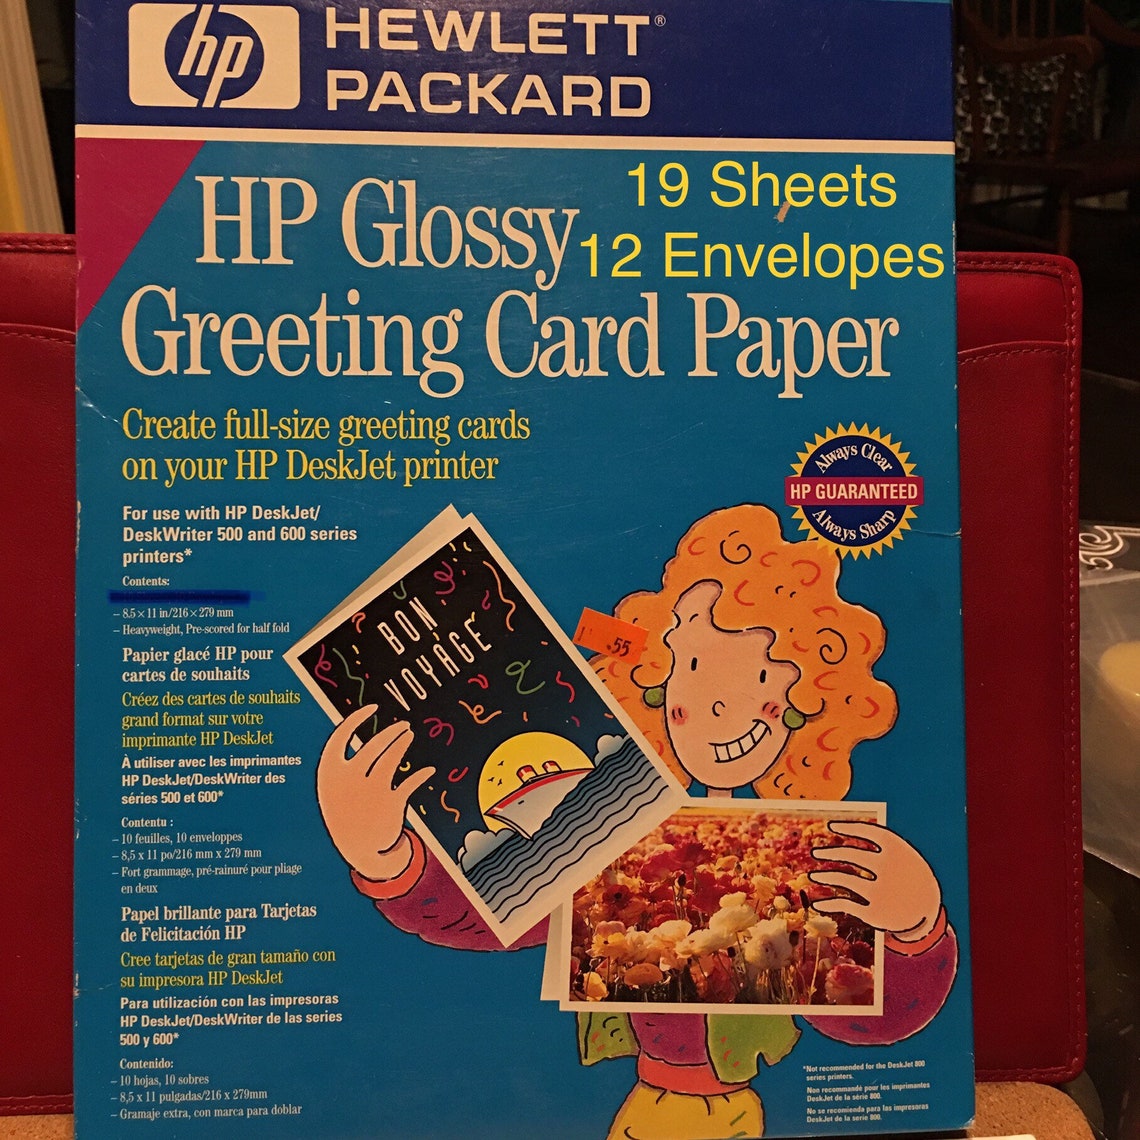 hp
HEWLETT®
PACKARD
19 Sheets
12 Envelopes
HP Glossy
Greeting Card Paper
Create full-size greeting cards
on your HP DeskJet printer
Always Clear
HP GUARANTEED
Always Sharp
For use with HP DeskJet/
DeskWriter 500 and 600 series
printers*
Contents:
– 8.5 × 11 in/216 × 279 mm
– Heavyweight, Pre-scored for half fold
Papier glacé HP pour
cartes de souhaits
Créez des cartes de souhaits
grand format sur votre
imprimante HP DeskJet
À utiliser avec les imprimantes
HP DeskJet/DeskWriter des
séries 500 et 600*
Contenu :
– 10 feuilles, 10 enveloppes
– 8,5 x 11 po/216 mm x 279 mm
– Fort grammage, pré-rainuré pour pliage
en deux
Papel brillante para Tarjetas
de Felicitación HP
Cree tarjetas de gran tamaño con
su impresora HP DeskJet
Para utilización con las impresoras
HP DeskJet/DeskWriter de las series
500 y 600*
Contenido:
– 10 hojas, 10 sobres
– 8,5 x 11 pulgadas/216 x 279mm
– Gramaje extra, con marca para doblar
BON
VOYAGE
.55
*Not recommended for the DeskJet 800
series printers.
Non recommandé pour les imprimantes
DeskJet de la série 800.
No se recomienda para las impresoras
DeskJet de la série 800.